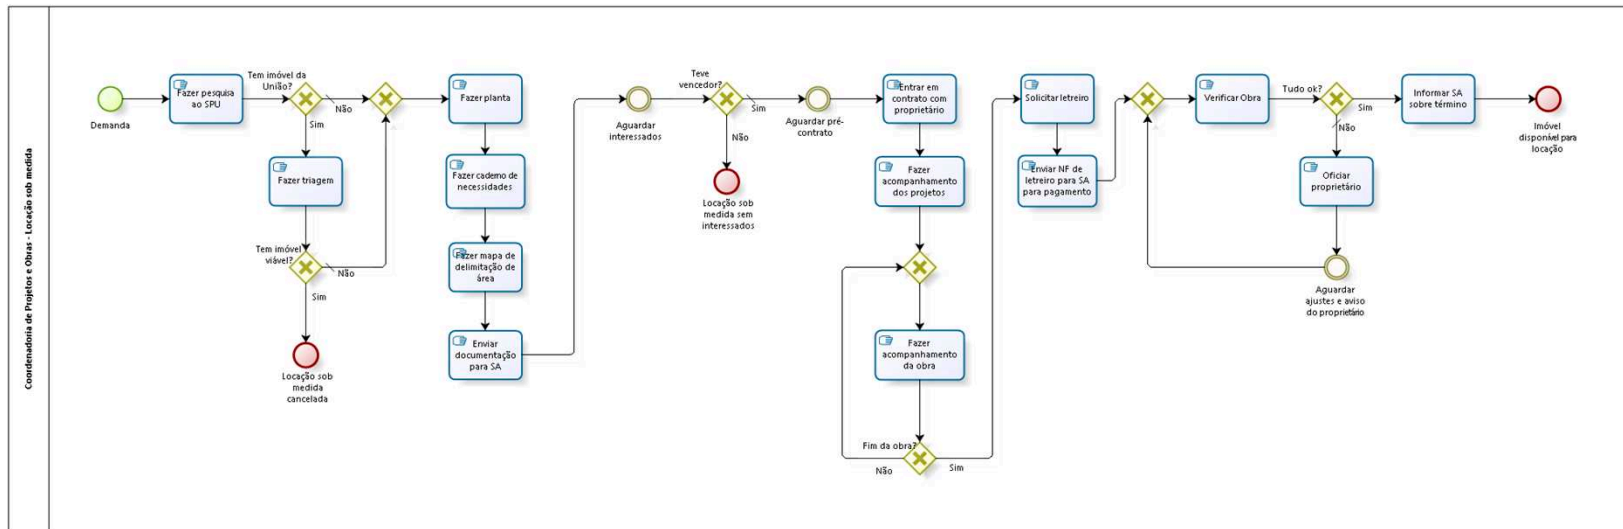 Coordenadoria de Projetos e Obras - Locação sob medida
Demanda
Fazer pesquisa
ao SPU
Tem imóvel da
União?
Não
Sim
Fazer triagem
Tem imóvel
viável?
Não
Sim
Locação sob
medida
cancelada
Fazer planta
Fazer caderno de
necessidades
Fazer mapa de
delimitação de
área
Enviar
documentação
para SA
Aguardar
interessados
Teve
vencedor?
Sim
Não
Locação sob
medida sem
interessados
Aguardar pré-
contrato
Entrar em
contrato com
proprietário
Fazer
acompanhamento
dos projetos
Fazer
acompanhamento
da obra
Fim da obra?
Não
Sim
Solicitar letreiro
Enviar NF de
letreiro para SA
para pagamento
Verificar Obra
Tudo ok?
Sim
Não
Oficiar
proprietário
Aguardar
ajustes e aviso
do proprietário
Informar SA
sobre término
Imóvel
disponível para
locação